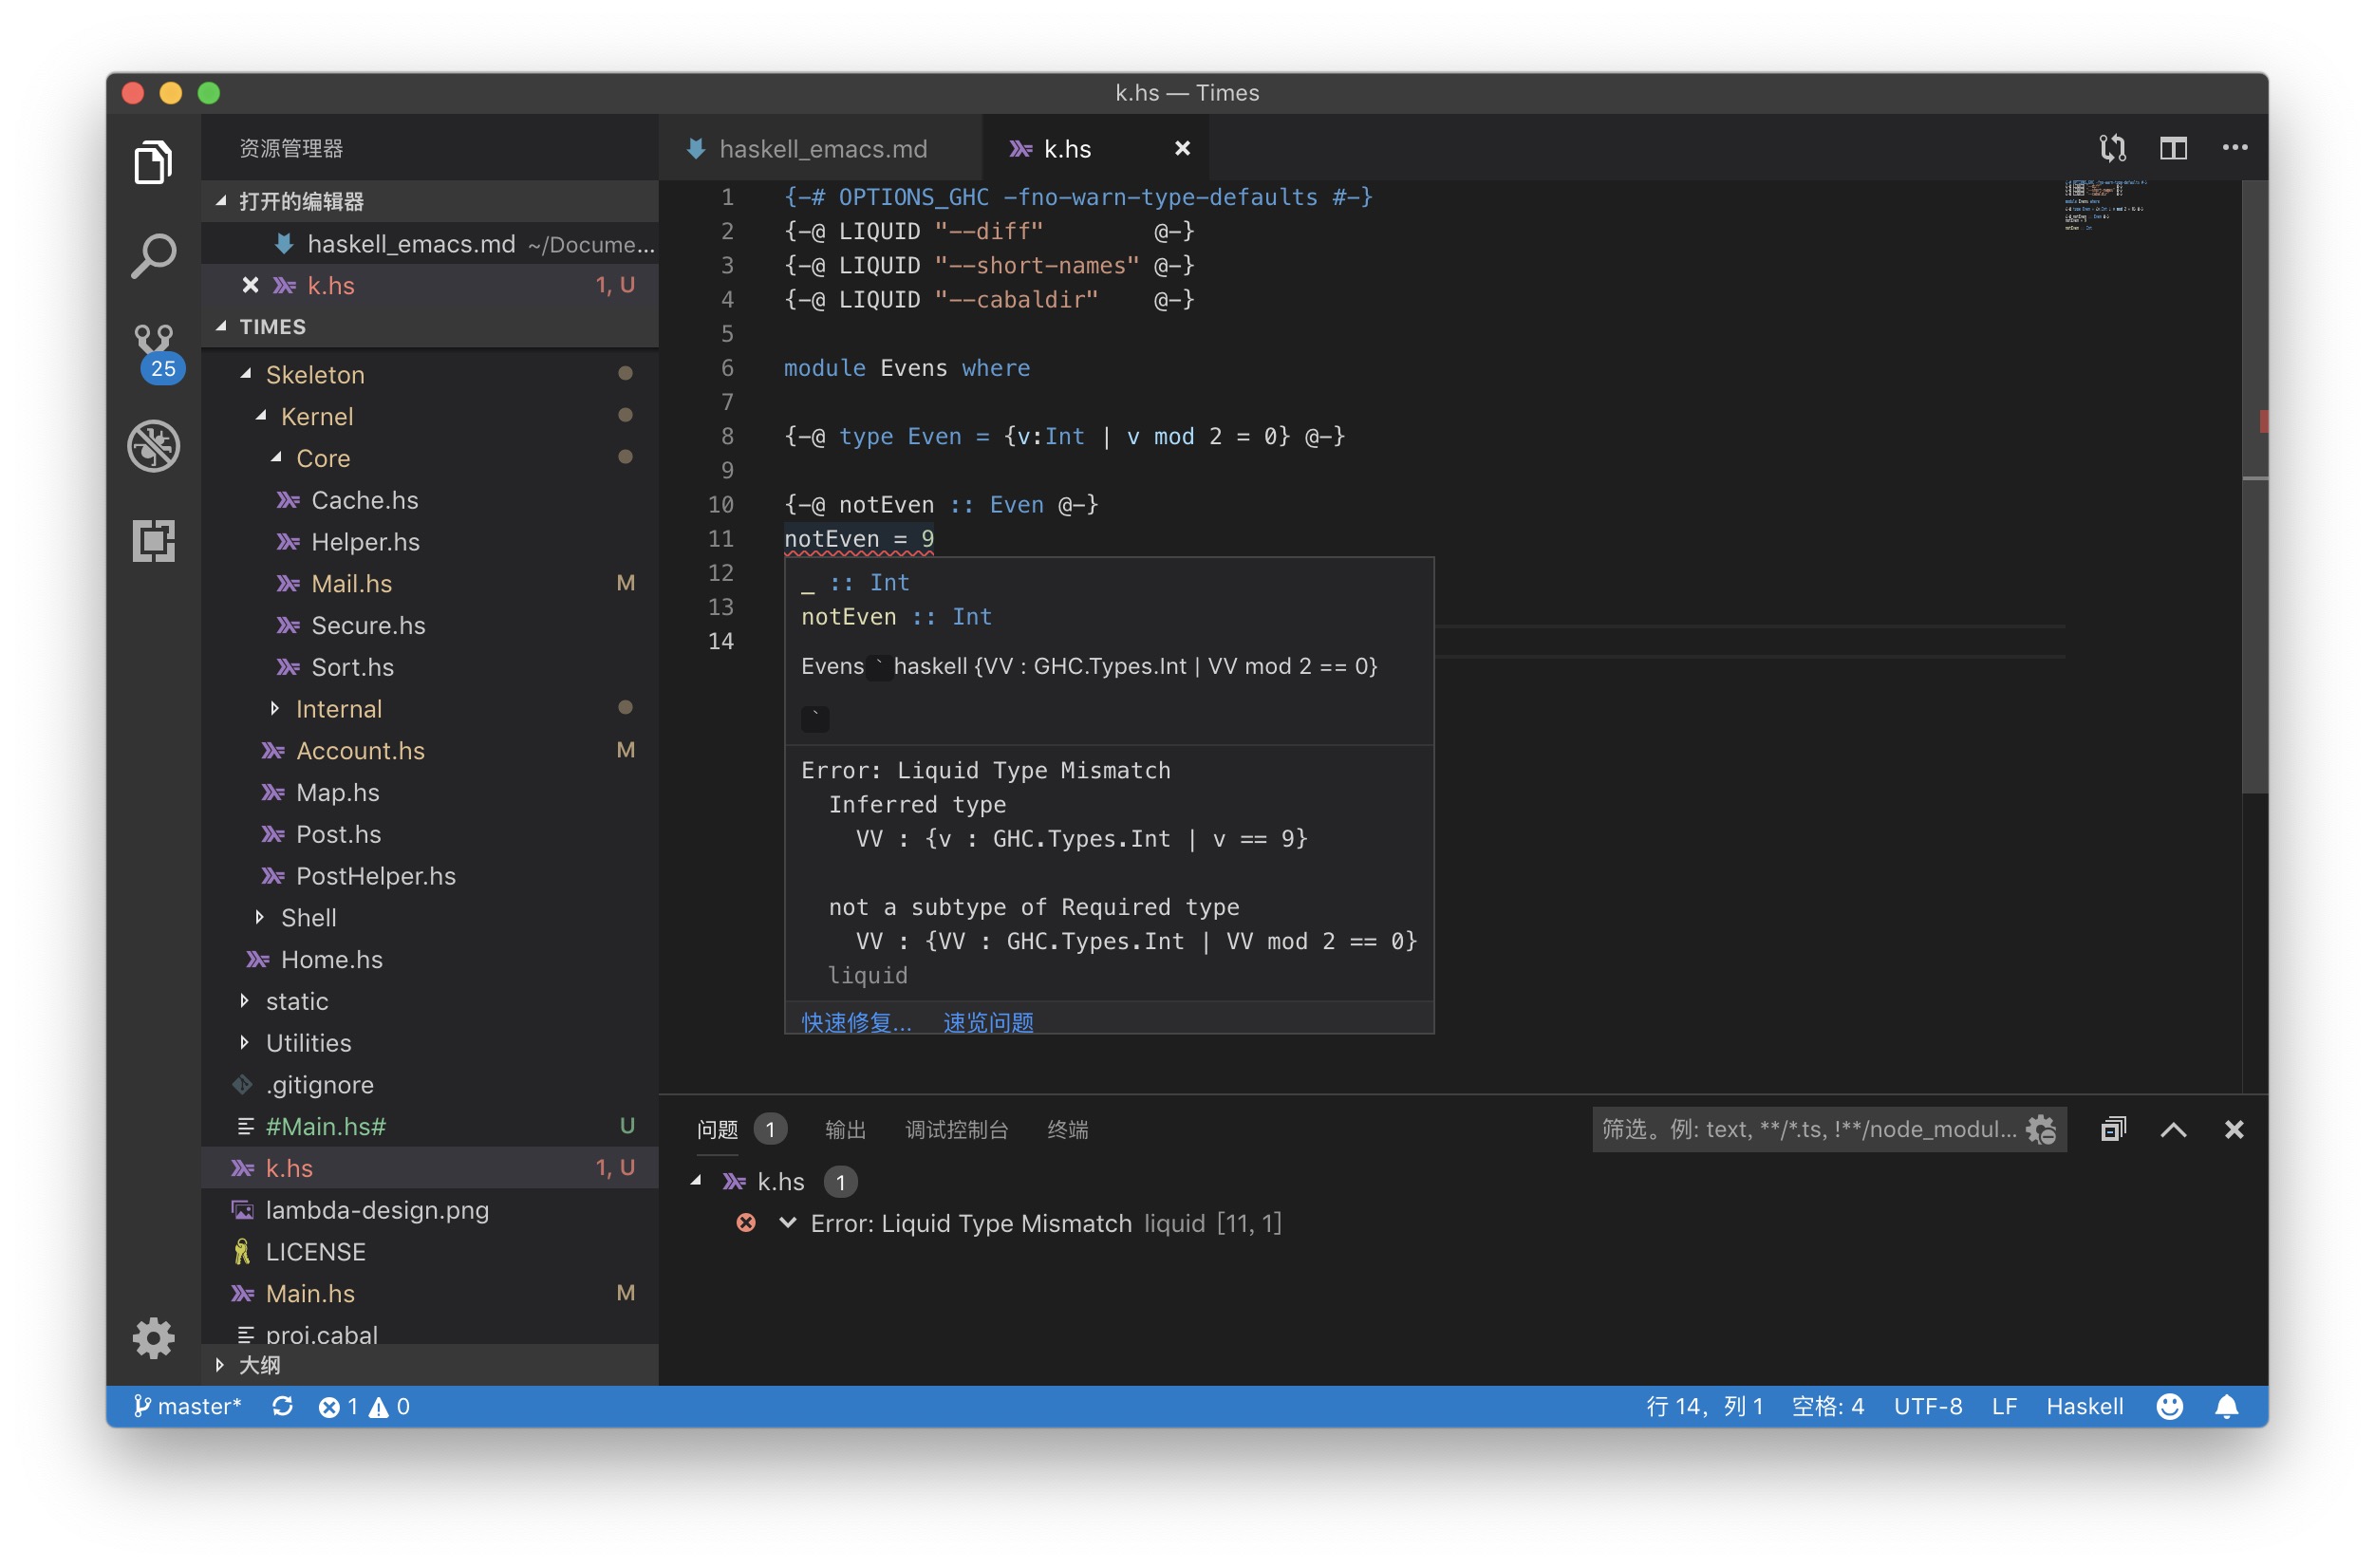 k.hs — Times
资源管理器
打开的编辑器
haskell_emacs.md ~/Docume...
k.hs 1, U
TIMES
25
Skeleton
Kernel
Core
Cache.hs
Helper.hs
Mail.hs M
Secure.hs
Sort.hs
Internal
Account.hs M
Map.hs
Post.hs
PostHelper.hs
Shell
Home.hs
static
Utilities
.gitignore
#Main.hs# U
k.hs 1, U
lambda-design.png
LICENSE
Main.hs M
proj.cabal
大纲
haskell_emacs.md k.hs
1 {-# OPTIONS_GHC -fno-warn-type-defaults #-}
2 {-@ LIQUID "--diff" @-}
3 {-@ LIQUID "--short-names" @-}
4 {-@ LIQUID "--cabaldir" @-}
5
6 module Evens where
7
8 {-@ type Even = {v:Int | v mod 2 = 0} @-}
9
10 {-@ notEven :: Even @-}
11 notEven = 9
12
13
14
_ :: Int
notEven :: Int
Evens ` haskell {VV : GHC.Types.Int | VV mod 2 == 0}
`
Error: Liquid Type Mismatch
Inferred type
VV : {v : GHC.Types.Int | v == 9}
not a subtype of Required type
VV : {VV : GHC.Types.Int | VV mod 2 == 0}
liquid
快速修复... 速览问题
问题 1 输出 调试控制台 终端 筛选。例: text, **/*.ts, !**/node_modul...
k.hs 1
Error: Liquid Type Mismatch liquid [11, 1]
master* 1 0 行 14，列 1 空格: 4 UTF-8 LF Haskell